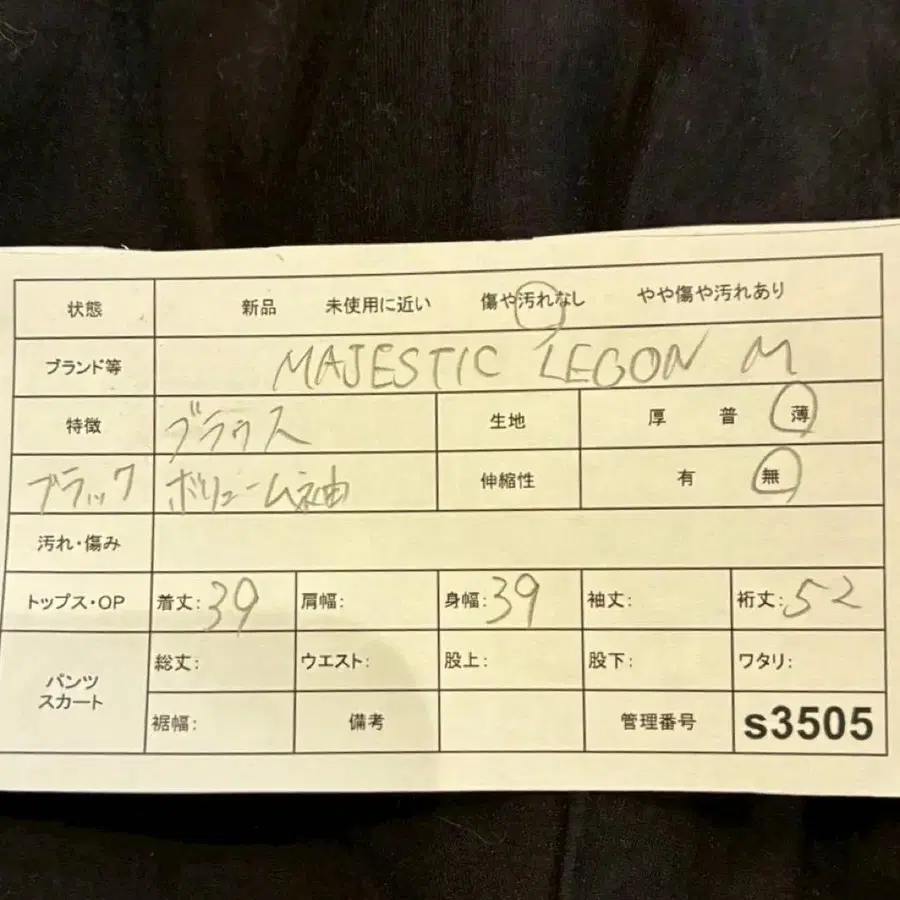 状態 新品 未使用に近い 傷や汚れなし やや傷や汚れあり
ブランド等 MAJESTIC LEGON M
特徴 ブラウス 生地 厚 普 薄
ブラック ボリューム袖 伸縮性 有 無
汚れ・傷み
トップス・OP 着丈: 39 肩幅: 身幅: 39 袖丈: 裄丈: 52
パンツ
スカート
総丈: ウエスト: 股上: 股下: ワタリ:
裾幅: 備考 管理番号 s3505